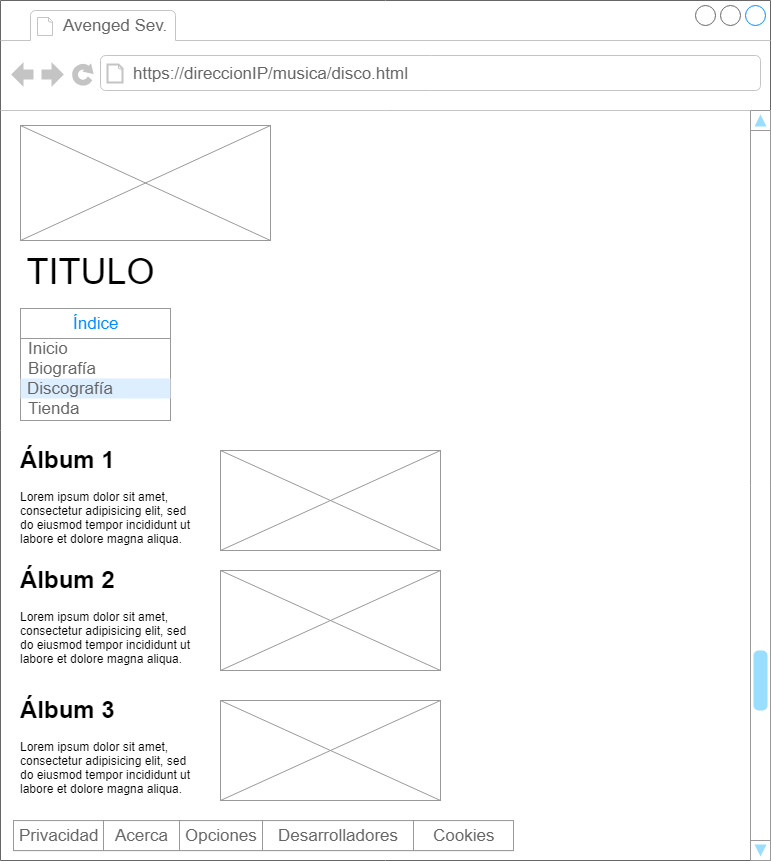 Avenged Sev.
https://direccionIP/musica/disco.html
TITULO
Índice
Inicio
Biografía
Discografía
Tienda
Álbum 1
Lorem ipsum dolor sit amet,
consectetur adipisicing elit, sed
do eiusmod tempor incididunt ut
labore et dolore magna aliqua.
Álbum 2
Lorem ipsum dolor sit amet,
consectetur adipisicing elit, sed
do eiusmod tempor incididunt ut
labore et dolore magna aliqua.
Álbum 3
Lorem ipsum dolor sit amet,
consectetur adipisicing elit, sed
do eiusmod tempor incididunt ut
labore et dolore magna aliqua.
Privacidad Acerca Opciones Desarrolladores Cookies